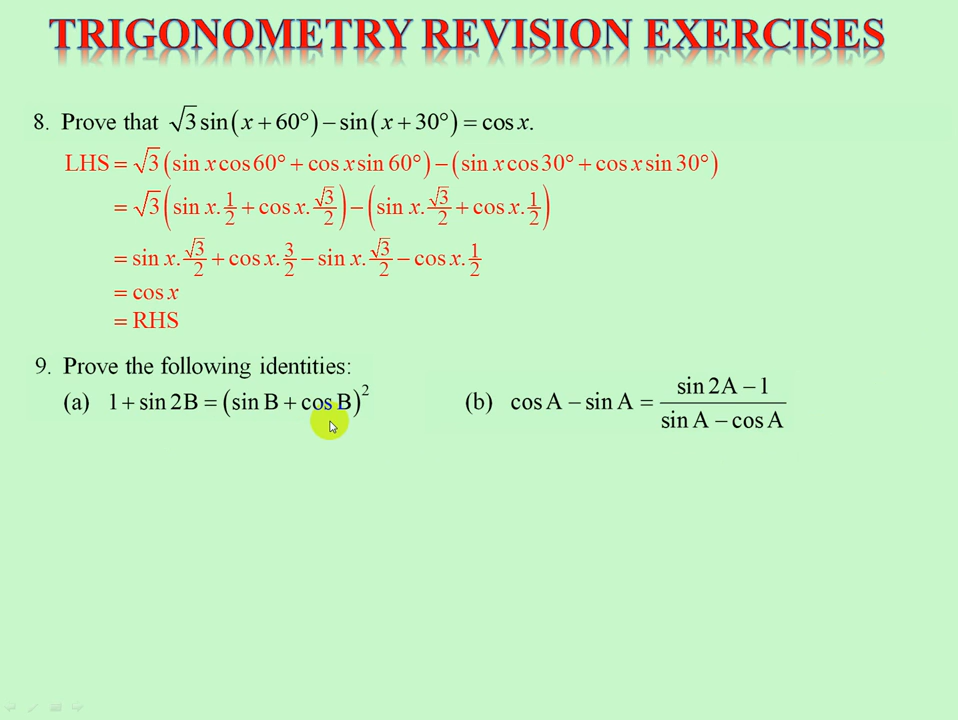 TRIGONOMETRY REVISION EXERCISES
8. Prove that √3 sin(x + 60°) − sin(x + 30°) = cos x.
LHS = √3(sin x cos 60° + cos x sin 60°) − (sin x cos 30° + cos x sin 30°)
= √3(sin x. 1/2 + cos x. √3/2) − (sin x. √3/2 + cos x. 1/2)
= sin x. √3/2 + cos x. 3/2 − sin x. √3/2 − cos x. 1/2
= cos x
= RHS
9. Prove the following identities:
(a) 1 + sin 2B = (sin B + cos B)²
(b) cos A − sin A = (sin 2A − 1)/(sin A − cos A)